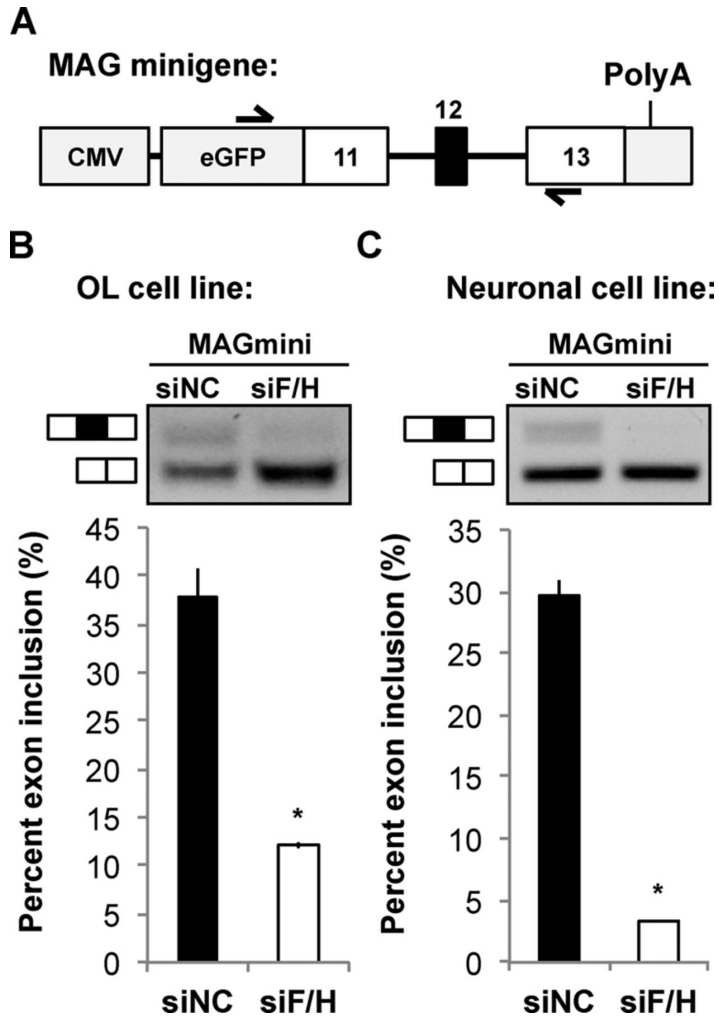 A
MAG minigene:
PolyA
12
CMV eGFP 11 13
B C
OL cell line: Neuronal cell line:
MAGmini MAGmini
siNC siF/H siNC siF/H
Percent exon inclusion (%)
45
40
35
30
25
20
15
10
5
0
*
siNC siF/H
Percent exon inclusion (%)
35
30
25
20
15
10
5
0
*
siNC siF/H